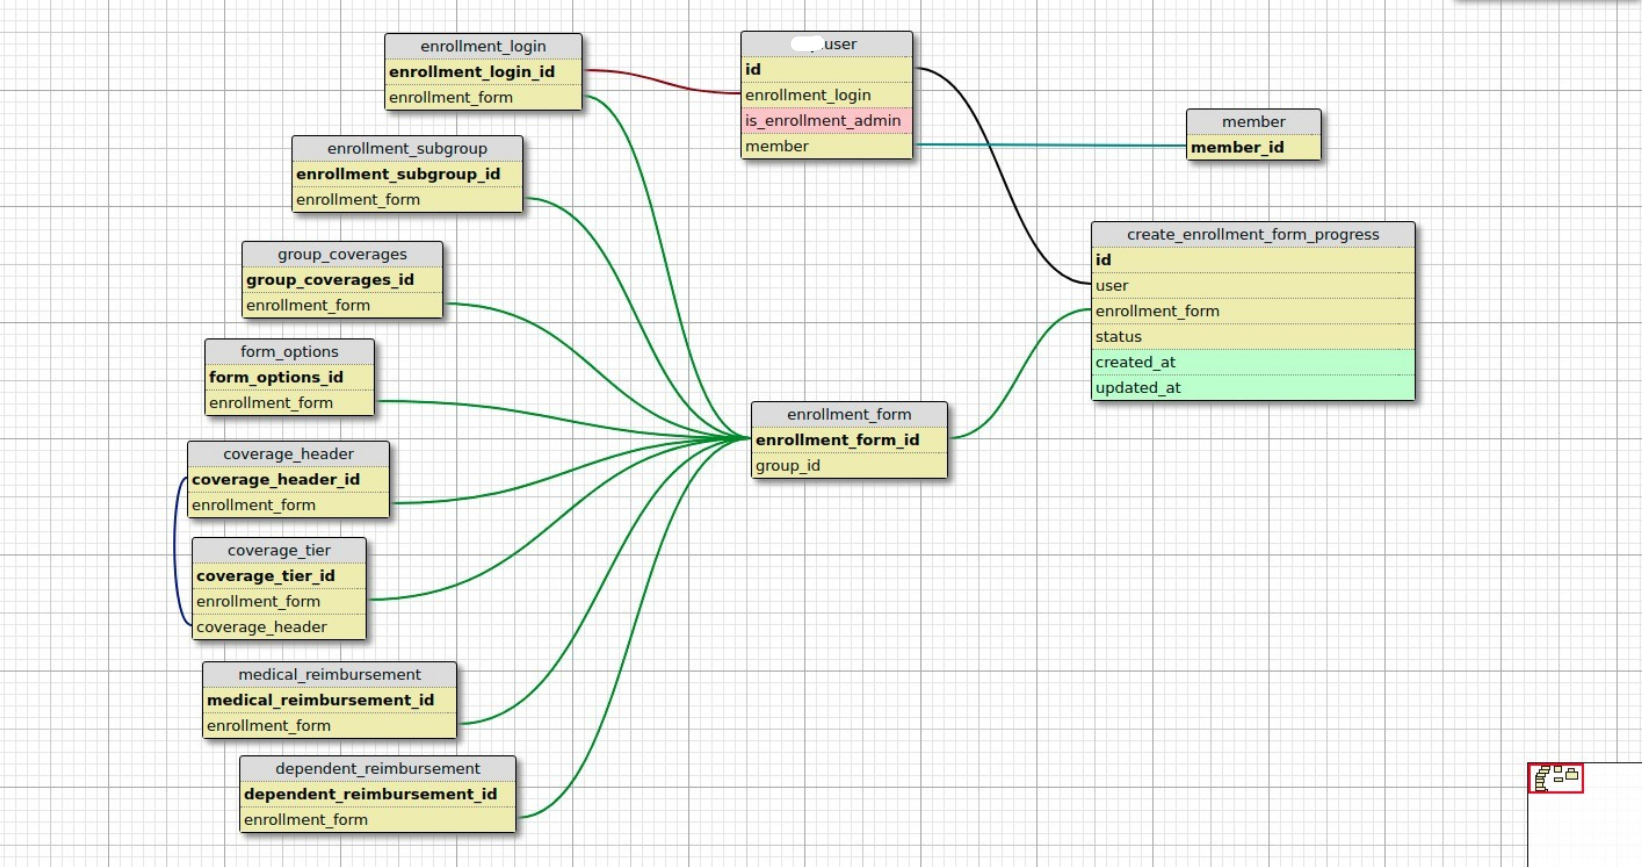 enrollment_login
enrollment_login_id
enrollment_form
user
id
enrollment_login
is_enrollment_admin
member
member
member_id
enrollment_subgroup
enrollment_subgroup_id
enrollment_form
group_coverages
group_coverages_id
enrollment_form
create_enrollment_form_progress
id
user
enrollment_form
status
created_at
updated_at
form_options
form_options_id
enrollment_form
enrollment_form
enrollment_form_id
group_id
coverage_header
coverage_header_id
enrollment_form
coverage_tier
coverage_tier_id
enrollment_form
coverage_header
medical_reimbursement
medical_reimbursement_id
enrollment_form
dependent_reimbursement
dependent_reimbursement_id
enrollment_form